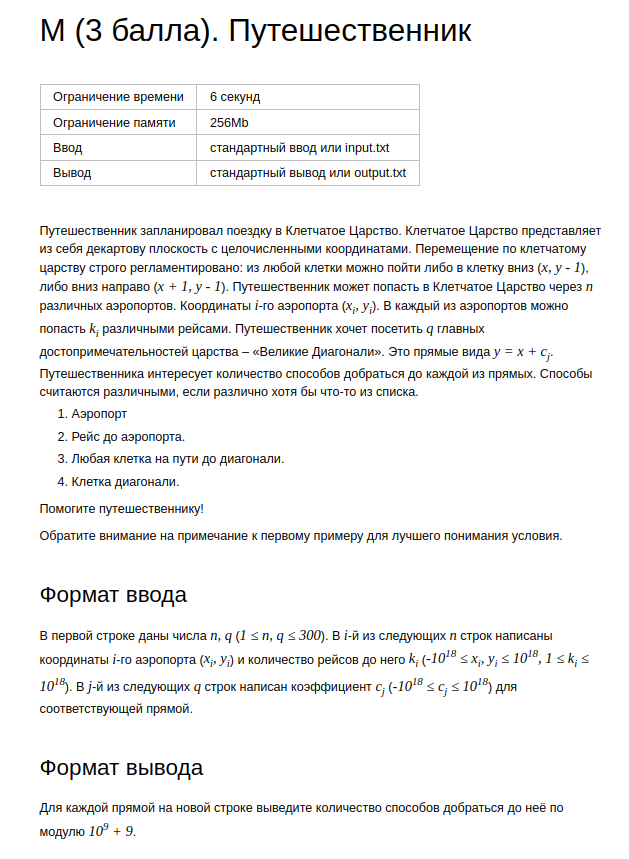 М (3 балла). Путешественник
Ограничение времени 6 секунд
Ограничение памяти 256Mb
Ввод стандартный ввод или input.txt
Вывод стандартный вывод или output.txt
Путешественник запланировал поездку в Клетчатое Царство. Клетчатое Царство представляет
из себя декартову плоскость с целочисленными координатами. Перемещение по клетчатому
царству строго регламентировано: из любой клетки можно пойти либо в клетку вниз (x, y - 1),
либо вниз направо (x + 1, y - 1). Путешественник может попасть в Клетчатое Царство через n
различных аэропортов. Координаты i-го аэропорта (x_i, y_i). В каждый из аэропортов можно
попасть k_i различными рейсами. Путешественник хочет посетить q главных
достопримечательностей царства – «Великие Диагонали». Это прямые вида y = x + c_j.
Путешественника интересует количество способов добраться до каждой из прямых. Способы
считаются различными, если различно хотя бы что-то из списка.
1. Аэропорт
2. Рейс до аэропорта.
3. Любая клетка на пути до диагонали.
4. Клетка диагонали.
Помогите путешественнику!
Обратите внимание на примечание к первому примеру для лучшего понимания условия.
Формат ввода
В первой строке даны числа n, q (1 ≤ n, q ≤ 300). В i-й из следующих n строк написаны
координаты i-го аэропорта (x_i, y_i) и количество рейсов до него k_i (-10^18 ≤ x_i, y_i ≤ 10^18, 1 ≤ k_i ≤
10^18). В j-й из следующих q строк написан коэффициент c_j (-10^18 ≤ c_j ≤ 10^18) для
соответствующей прямой.
Формат вывода
Для каждой прямой на новой строке выведите количество способов добраться до неё по
модулю 10^9 + 9.